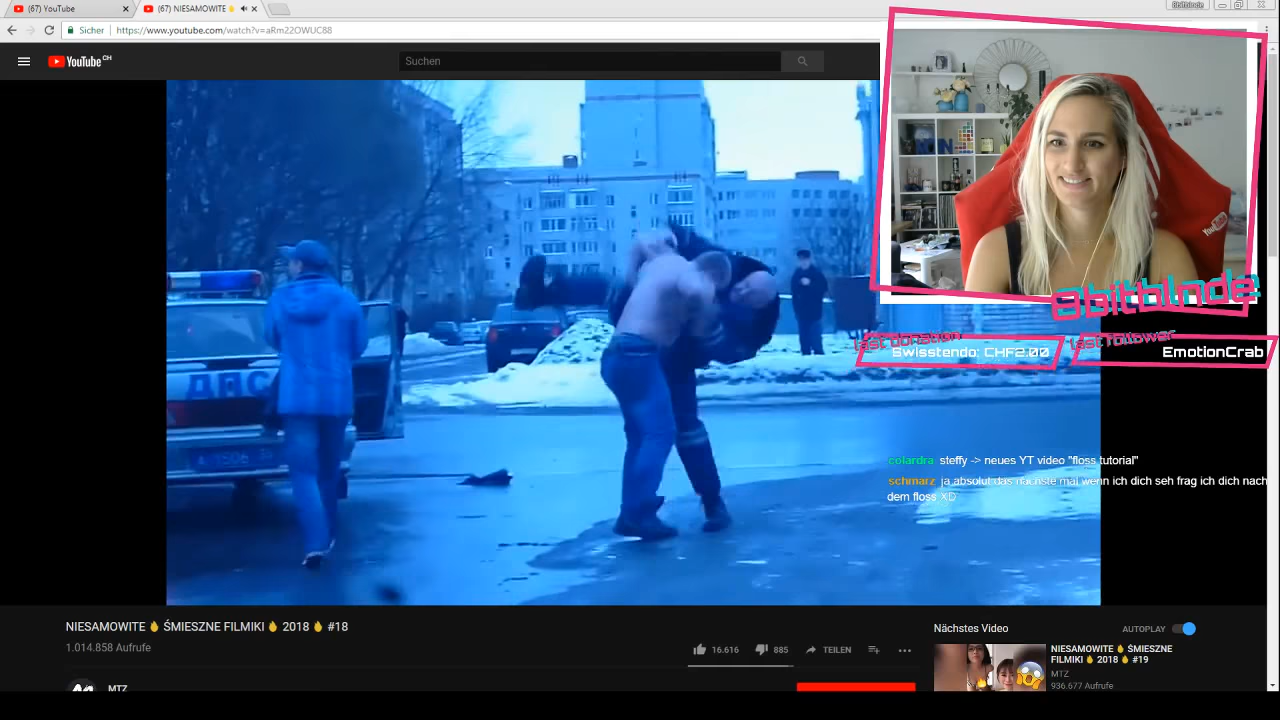 (67) YouTube
(67) NIESAMOWITE 🔥
8bitblnde
Sicher
https://www.youtube.com/watch?v=aRm22OWUC88
YouTube CH
Suchen
ДПС
YouTube
8bitblnde
last donation
Swisstendo: CHF2.00
last follower
EmotionCrab
colardra steffy -> neues YT video "floss tutorial"
schmarz ja absolut das nächste mal wenn ich dich seh frag ich dich nach
dem floss XD
NIESAMOWITE 🔥 ŚMIESZNE FILMIKI 🔥 2018 🔥 #18
1.014.858 Aufrufe
16.616
885
TEILEN
MTZ
Nächstes Video
AUTOPLAY
NIESAMOWITE 🔥 ŚMIESZNE
FILMIKI 🔥 2018 🔥 #19
MTZ
936.677 Aufrufe